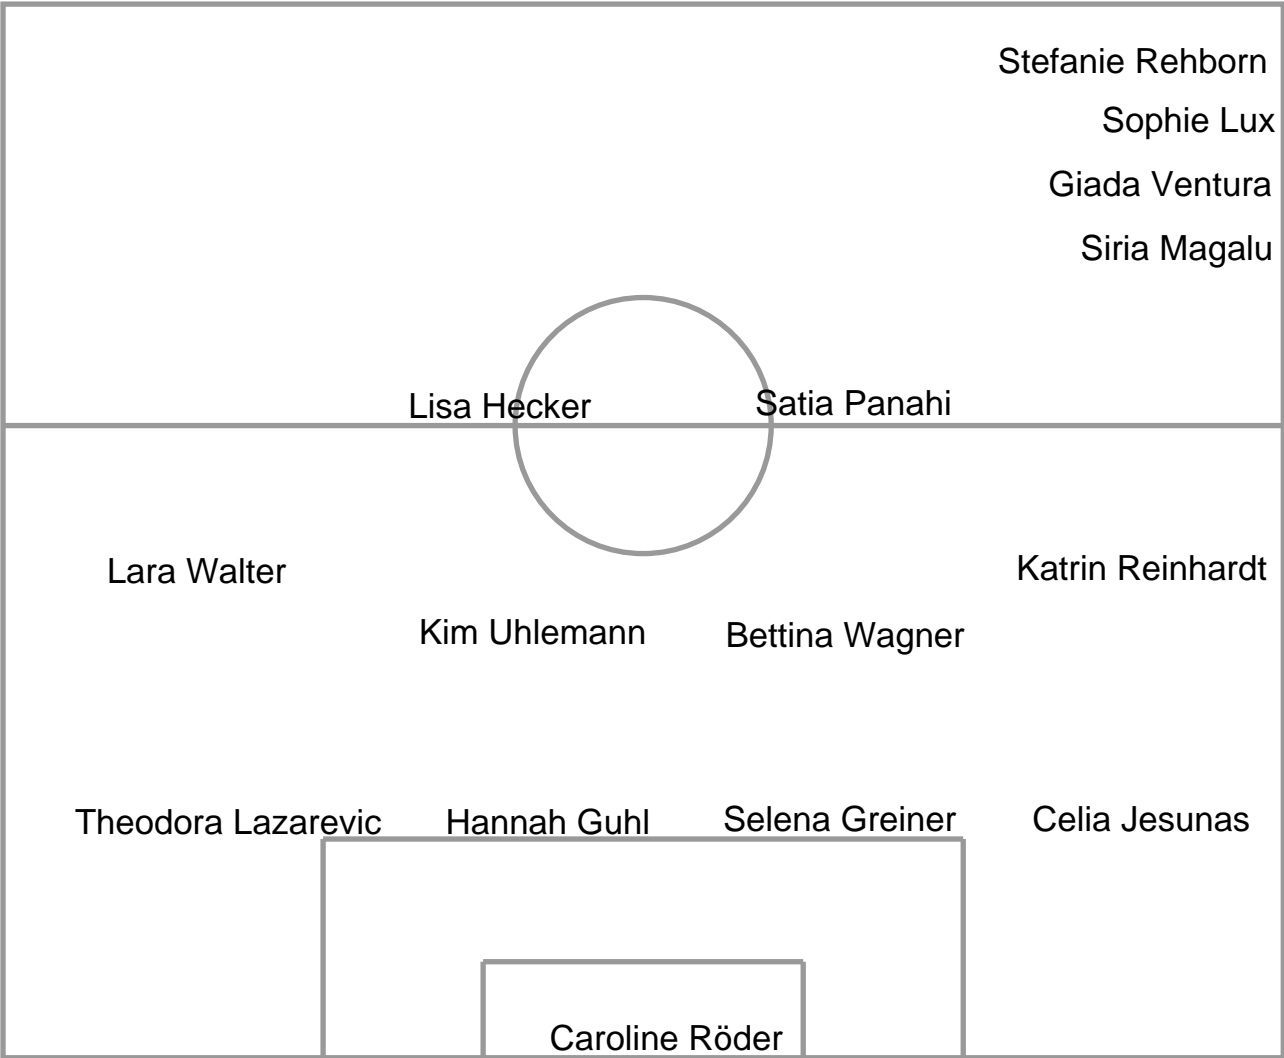 Stefanie Rehborn
Sophie Lux
Giada Ventura
Siria Magalu
Lisa Hecker
Satia Panahi
Lara Walter
Katrin Reinhardt
Kim Uhlemann
Bettina Wagner
Theodora Lazarevic
Hannah Guhl
Selena Greiner
Celia Jesunas
Caroline Röder